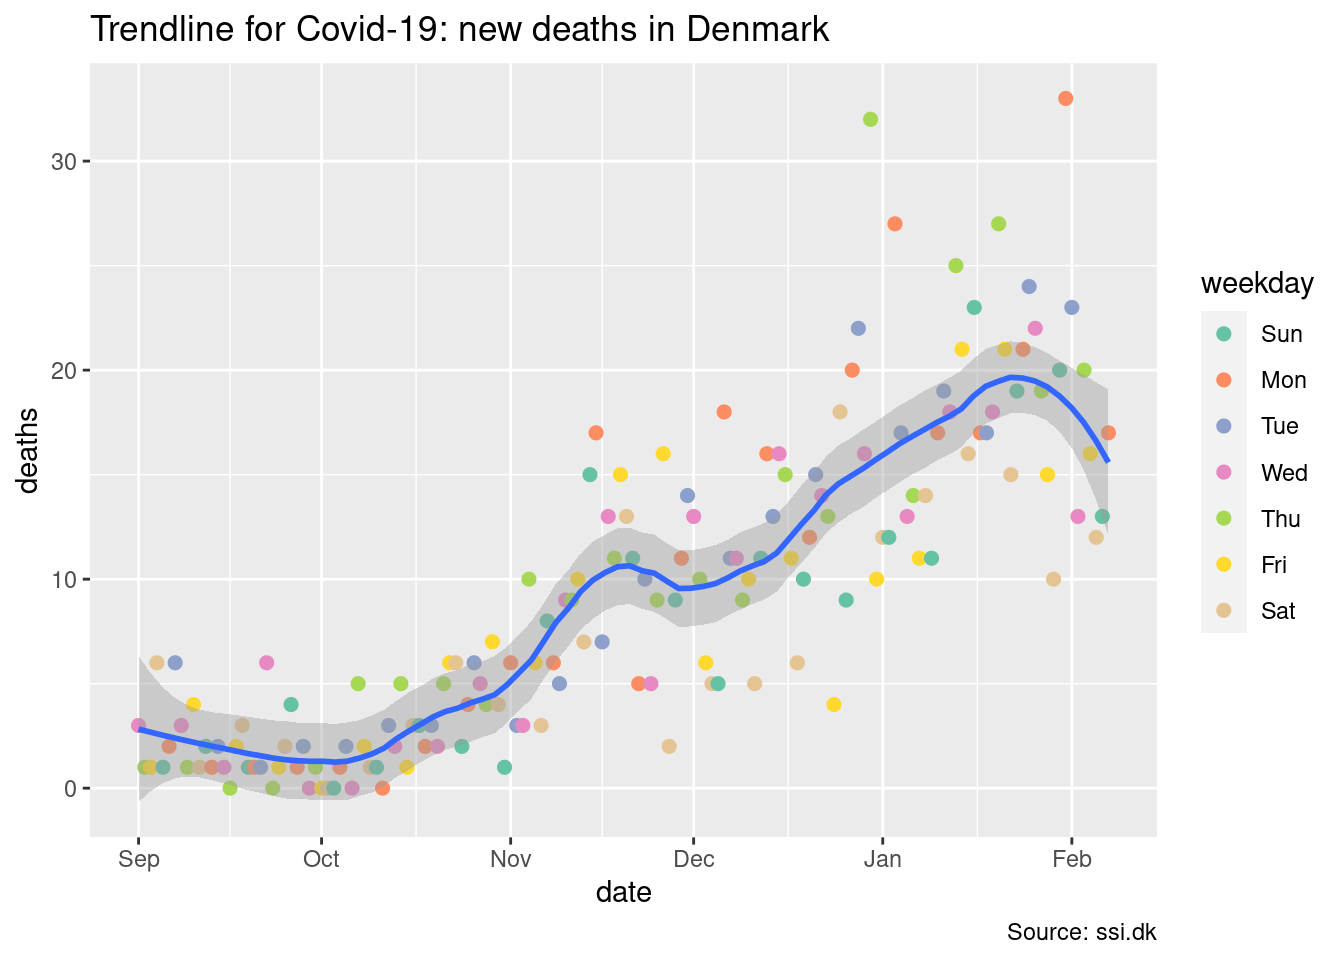 Trendline for Covid-19: new deaths in Denmark
30
20
10
0
deaths
Sep Oct Nov Dec Jan Feb
date
weekday
Sun
Mon
Tue
Wed
Thu
Fri
Sat
Source: ssi.dk